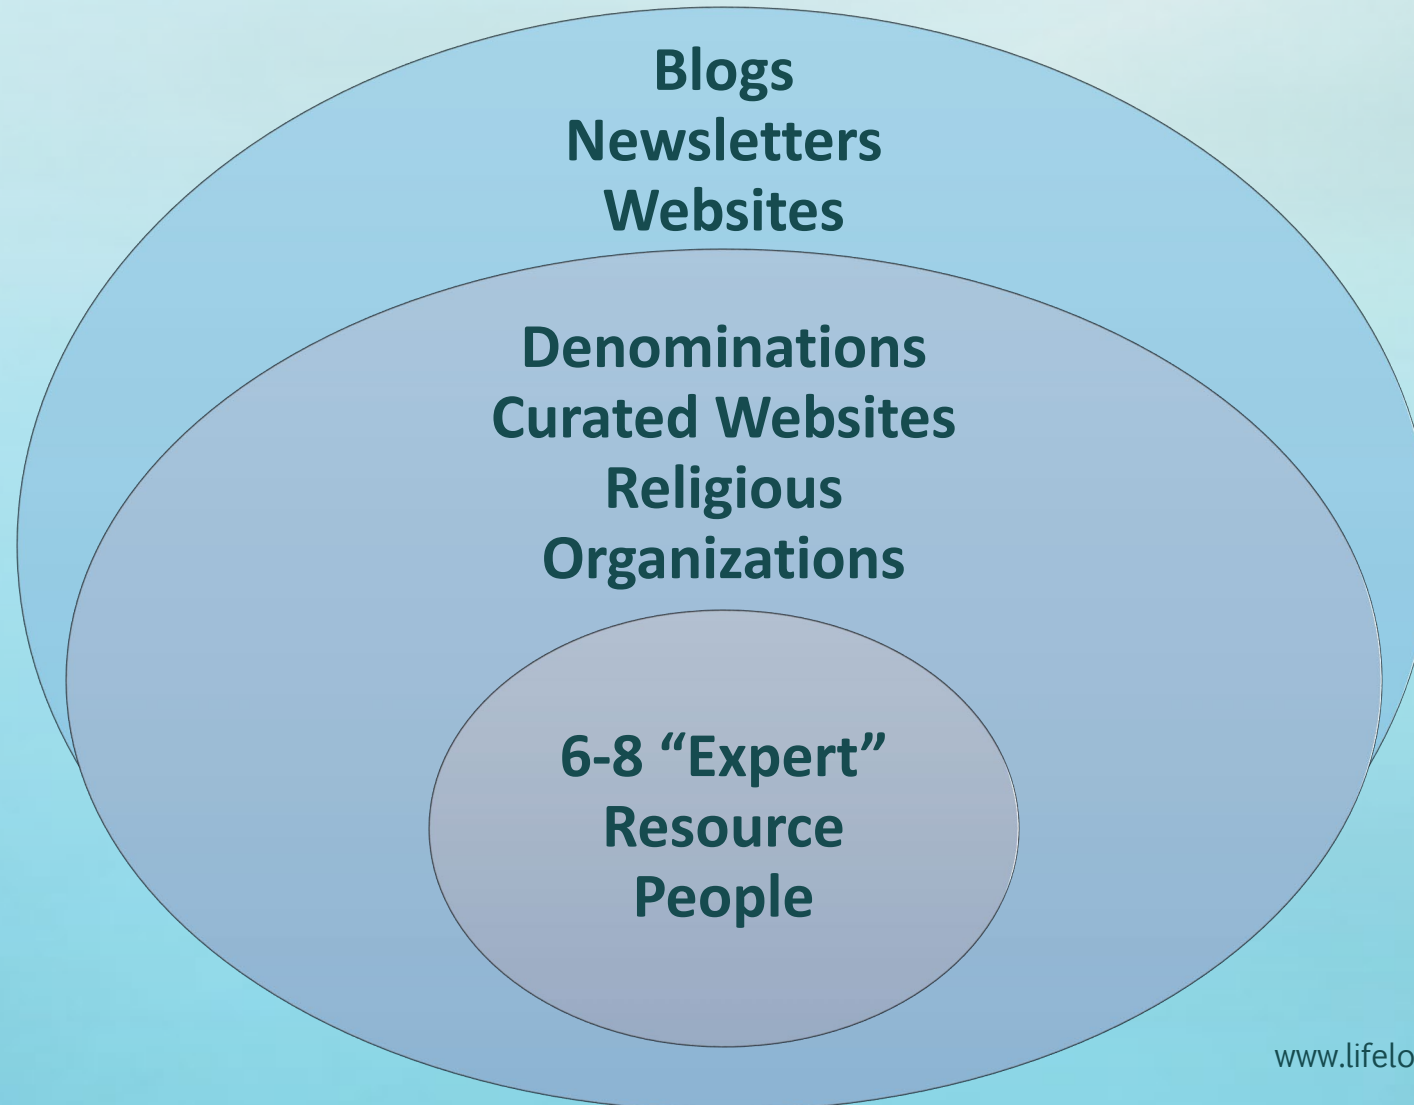 Blogs
Newsletters
Websites
Denominations
Curated Websites
Religious
Organizations
6-8 “Expert”
Resource
People
www.lifelo